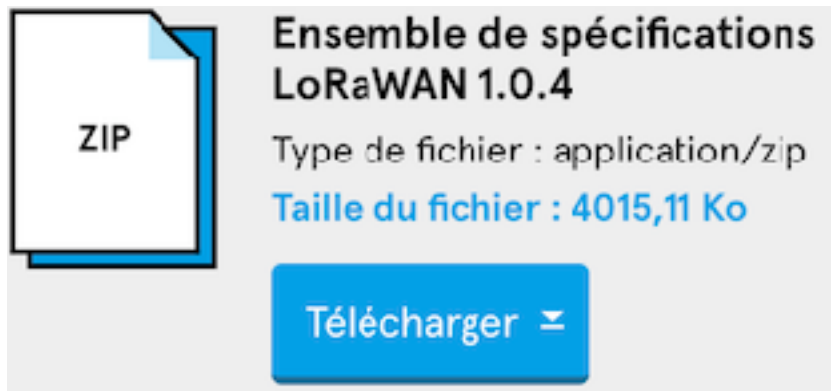 ZIP
Ensemble de spécifications
LoRaWAN 1.0.4
Type de fichier : application/zip
Taille du fichier : 4015,11 Ko
Télécharger